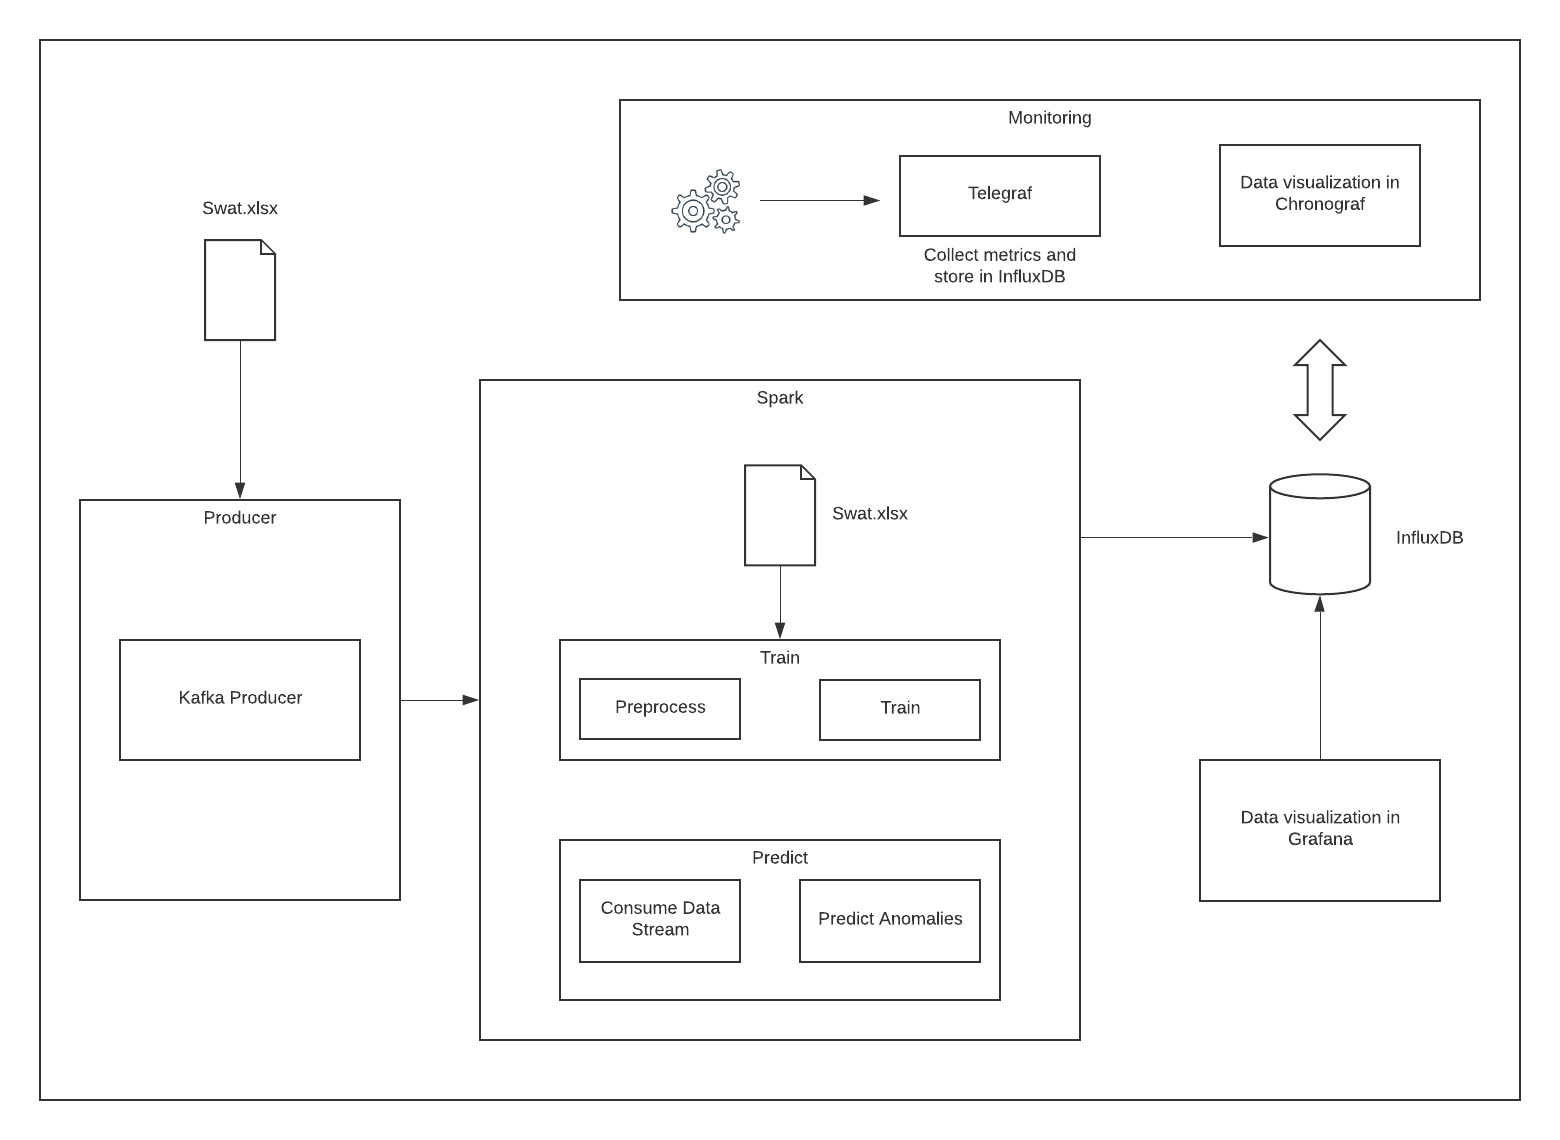 Monitoring
Telegraf
Collect metrics and
store in InfluxDB
Data visualization in
Chronograf
Swat.xlsx
Producer
Kafka Producer
Spark
Swat.xlsx
Train
Preprocess
Train
Predict
Consume Data
Stream
Predict Anomalies
InfluxDB
Data visualization in
Grafana